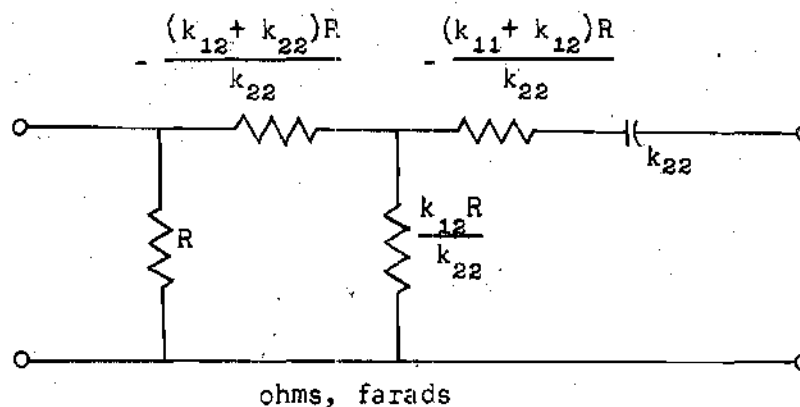 - (k₁₂+ k₂₂)R / k₂₂
- (k₁₁+ k₁₂)R / k₂₂
k₂₂
R
k₁₂R / k₂₂
ohms, farads